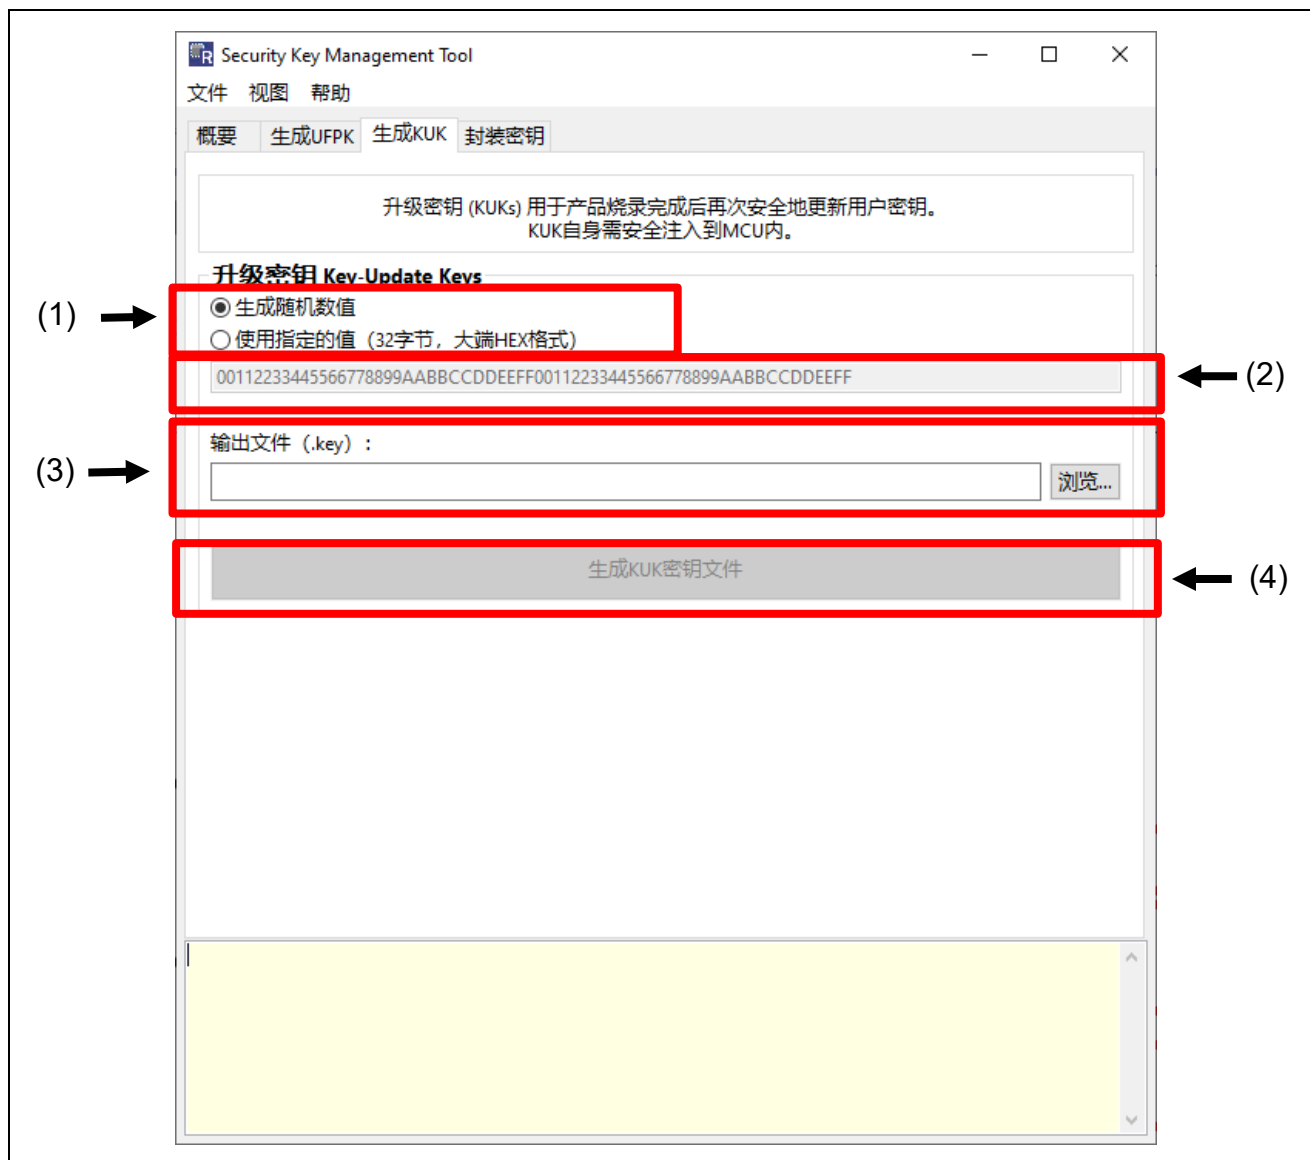 Security Key Management Tool
文件 视图 帮助
概要 生成UFPK 生成KUK 封装密钥
升级密钥 (KUKs) 用于产品烧录完成后再次安全地更新用户密钥。
KUK自身需安全注入到MCU内。
升级密钥 Key-Update Keys
(1)
生成随机数值
使用指定的值（32字节，大端HEX格式）
00112233445566778899AABBCCDDEEFF00112233445566778899AABBCCDDEEFF
(2)
输出文件（.key）：
(3)
浏览...
生成KUK密钥文件
(4)